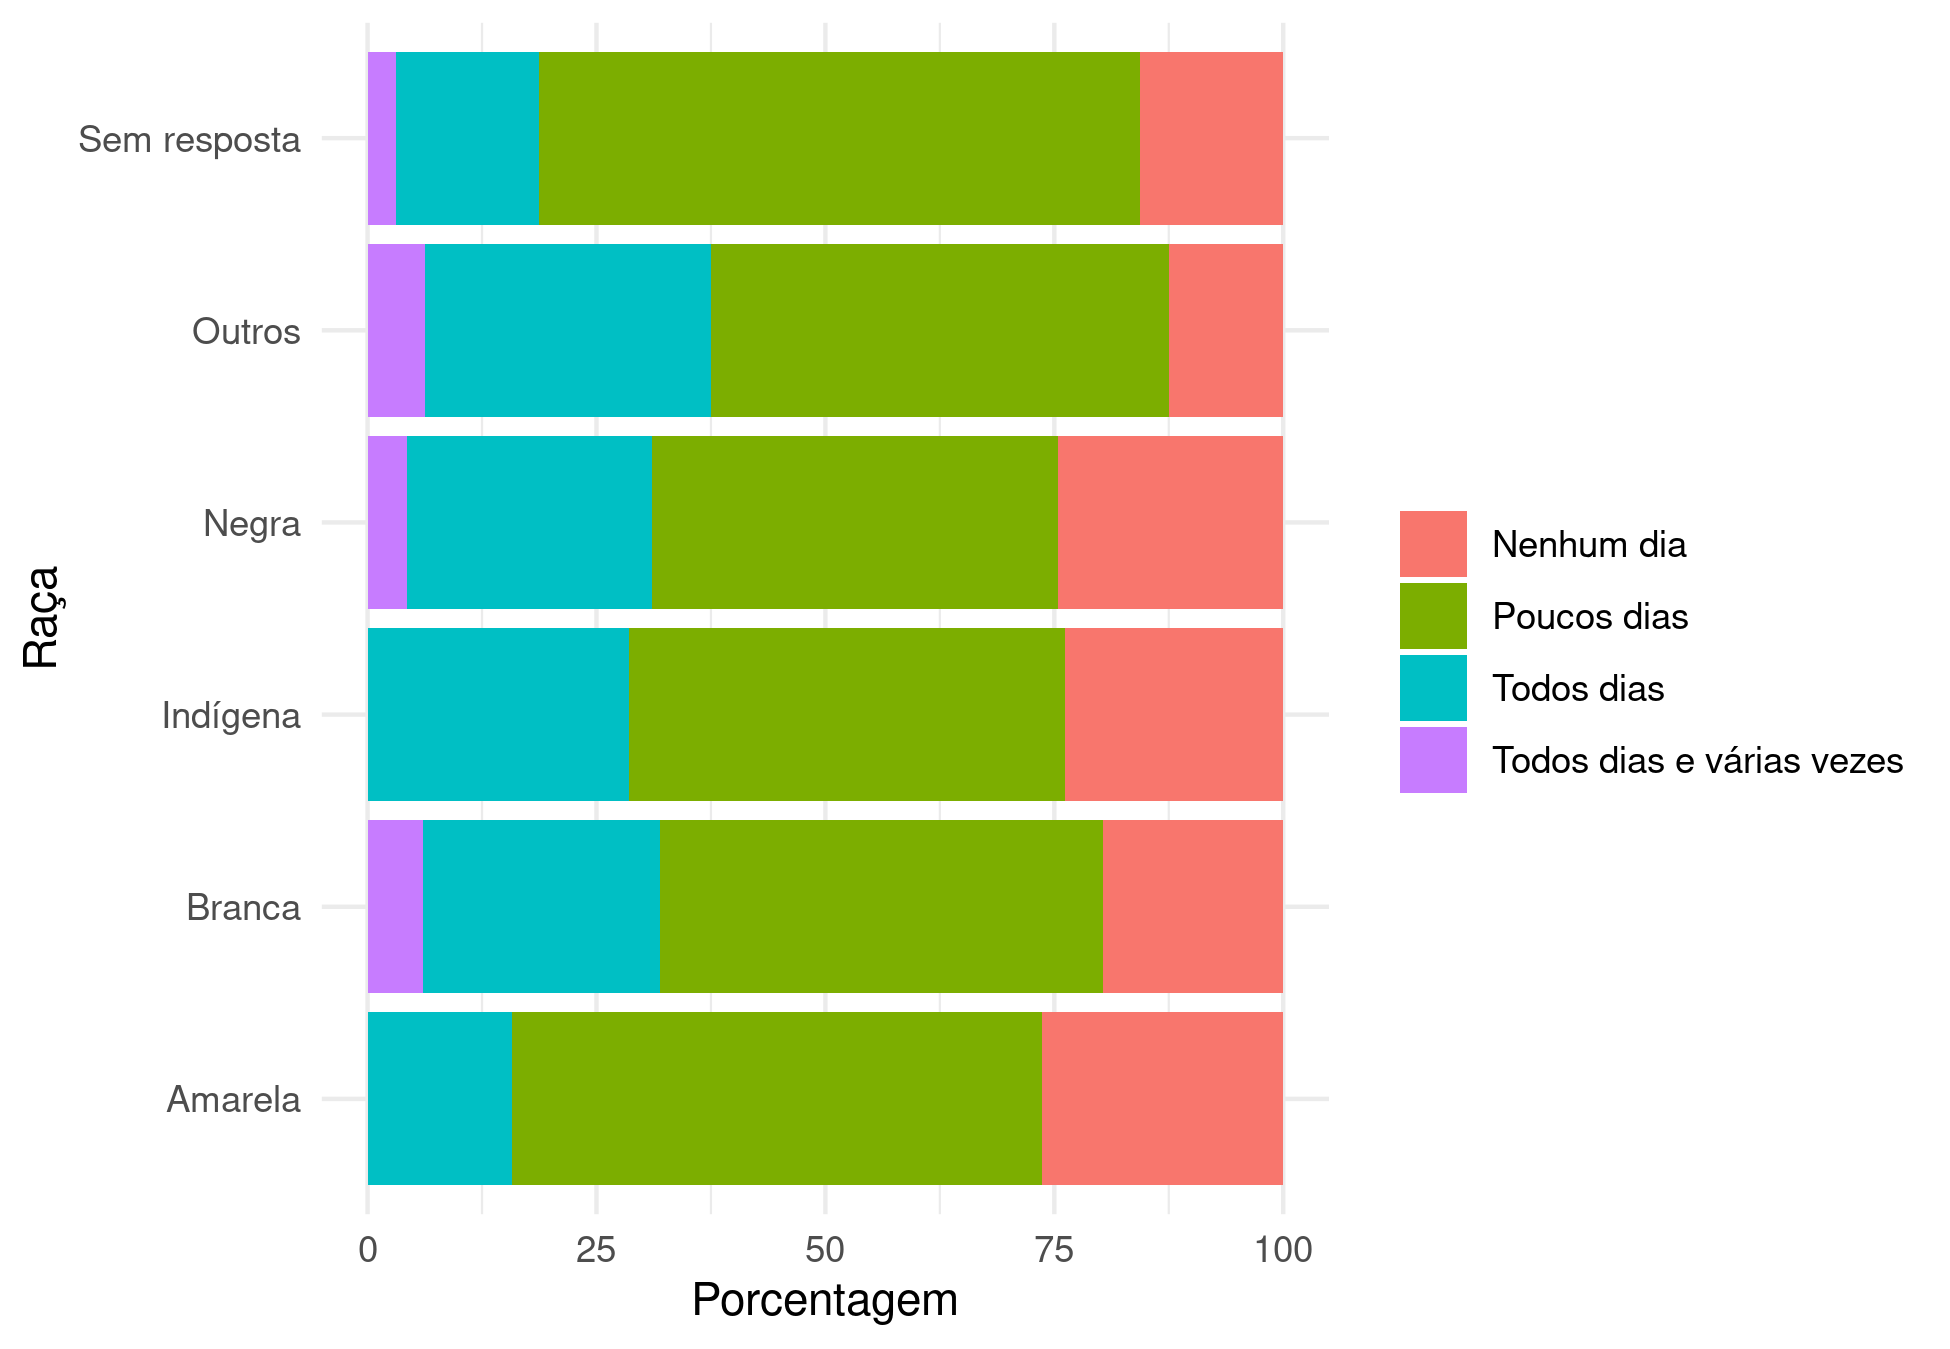 Sem resposta
Outros
Negra
Indígena
Branca
Amarela
Raça
0 25 50 75 100
Porcentagem
Nenhum dia
Poucos dias
Todos dias
Todos dias e várias vezes